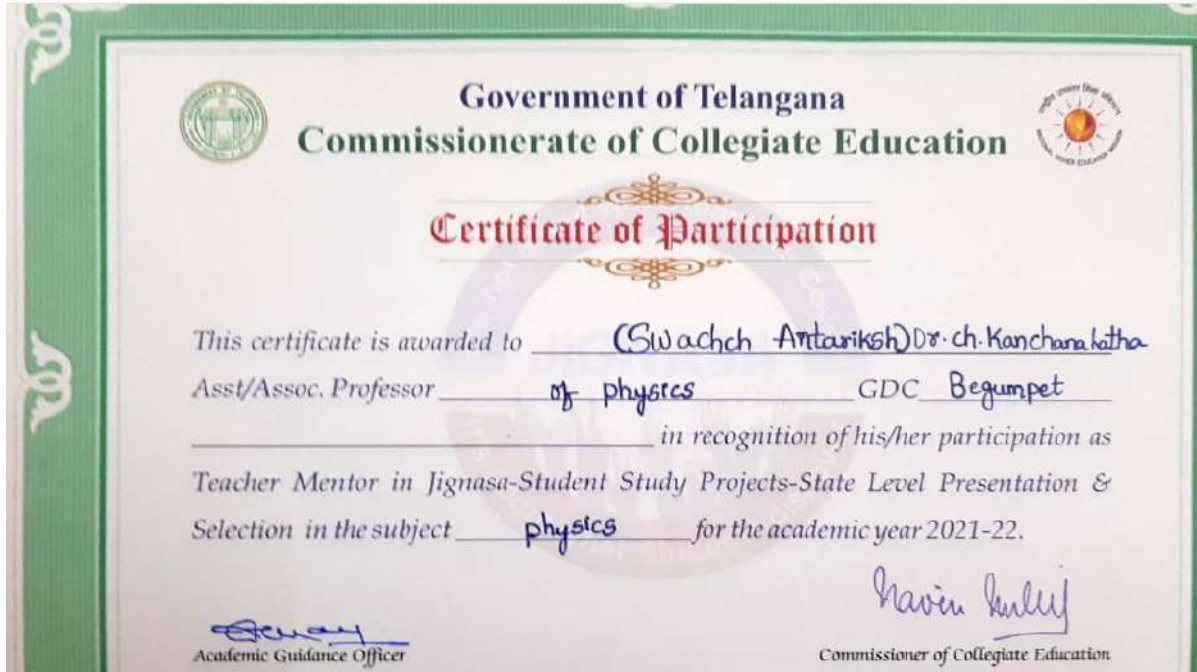 Government of Telangana
Commissionerate of Collegiate Education
Certificate of Participation
This certificate is awarded to (Swachch Antariksh) Dr. ch. Kanchanalatha
Asst/Assoc. Professor of physics GDC Begumpet
in recognition of his/her participation as
Teacher Mentor in Jignasa-Student Study Projects-State Level Presentation &
Selection in the subject physics for the academic year 2021-22.
Academic Guidance Officer
Commissioner of Collegiate Education